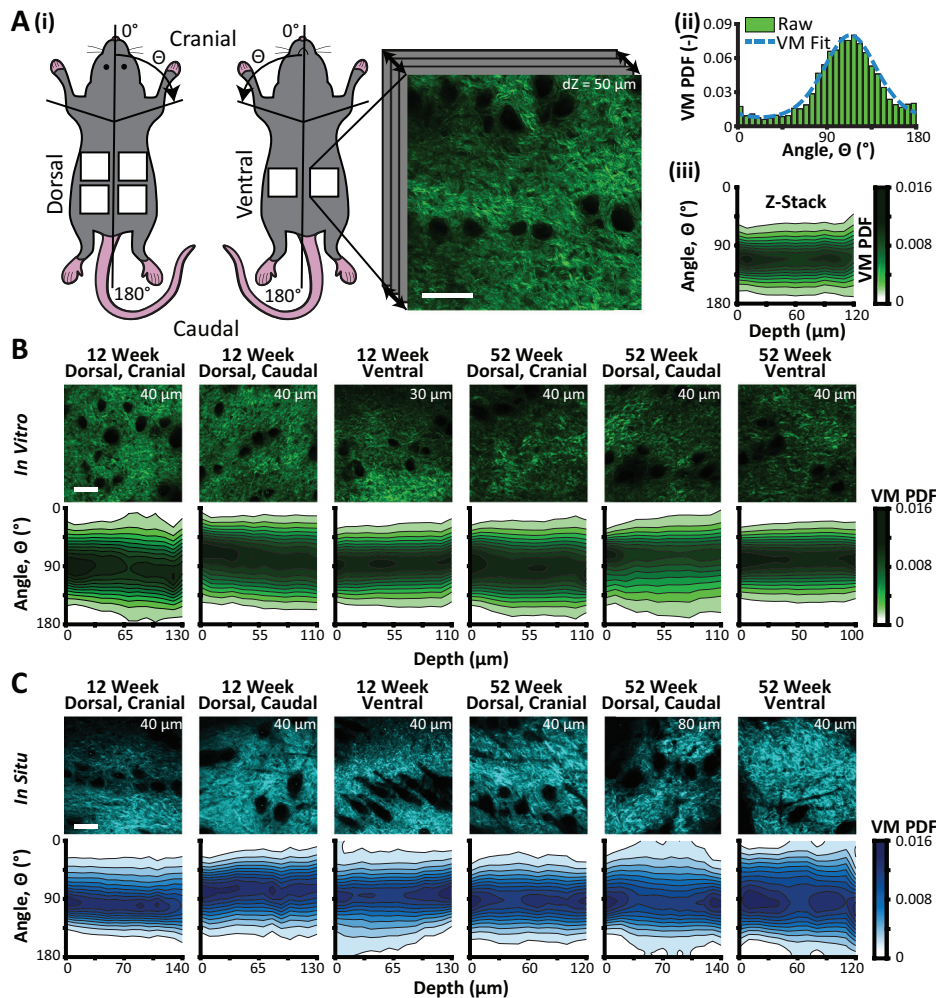 A (i)
0°
Cranial
0°
Θ
Θ
Dorsal
Ventral
180°
180°
Caudal
dZ = 50 µm
(ii)
0.09
0.06
0.03
0
VM PDF (-)
Raw
VM Fit
0 90 180
Angle, Θ (°)
(iii)
0
90
180
Angle, Θ (°)
Z-Stack
0 60 120
Depth (µm)
0.016
0.008
0
VM PDF
B
12 Week 12 Week 12 Week 52 Week 52 Week 52 Week
Dorsal, Cranial Dorsal, Caudal Ventral Dorsal, Cranial Dorsal, Caudal Ventral
In Vitro
40 µm 40 µm 30 µm 40 µm 40 µm 40 µm
VM PDF
0.016
0.008
0
Angle, Θ (°)
0
90
180
0 65 130 0 55 110 0 55 110 0 55 110 0 55 110 0 50 100
Depth (µm)
C
12 Week 12 Week 12 Week 52 Week 52 Week 52 Week
Dorsal, Cranial Dorsal, Caudal Ventral Dorsal, Cranial Dorsal, Caudal Ventral
In Situ
40 µm 40 µm 40 µm 40 µm 80 µm 40 µm
VM PDF
0.016
0.008
0
Angle, Θ (°)
0
90
180
0 70 140 0 65 130 0 65 130 0 60 120 0 70 140 0 60 120
Depth (µm)